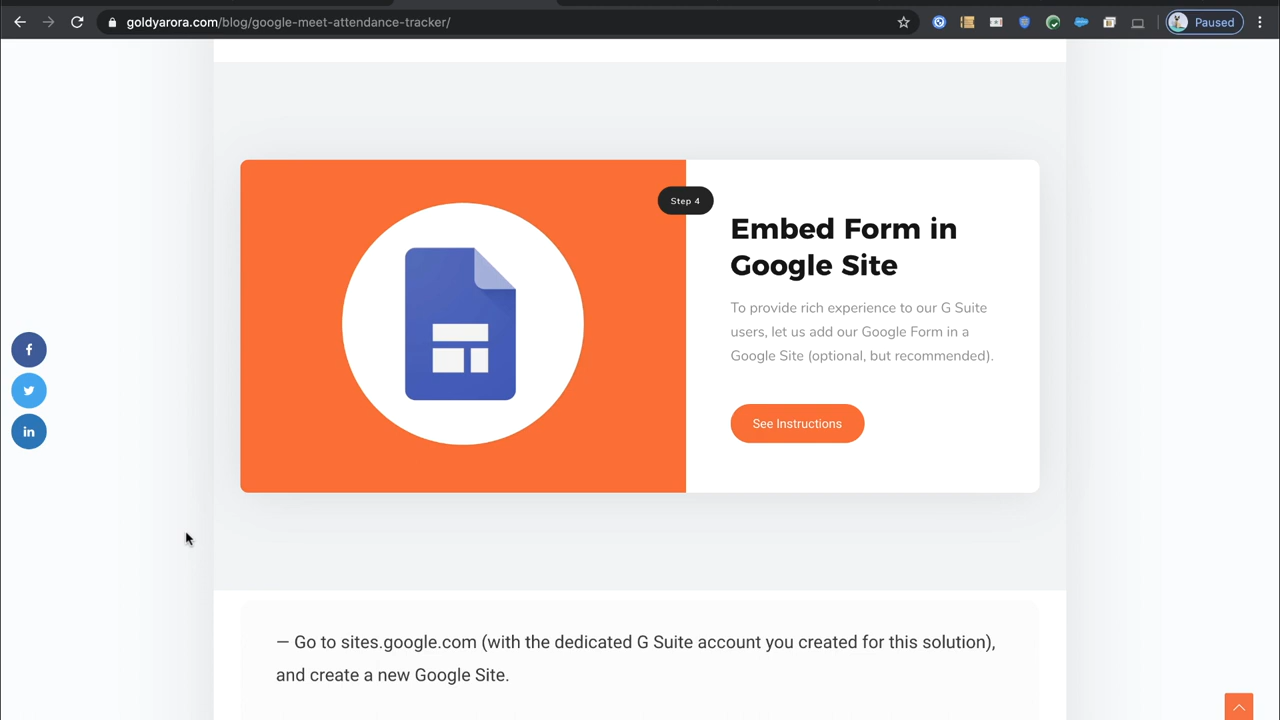 goldyarora.com/blog/google-meet-attendance-tracker/
Paused
Step 4
Embed Form in
Google Site
To provide rich experience to our G Suite
users, let us add our Google Form in a
Google Site (optional, but recommended).
See Instructions
— Go to sites.google.com (with the dedicated G Suite account you created for this solution),
and create a new Google Site.